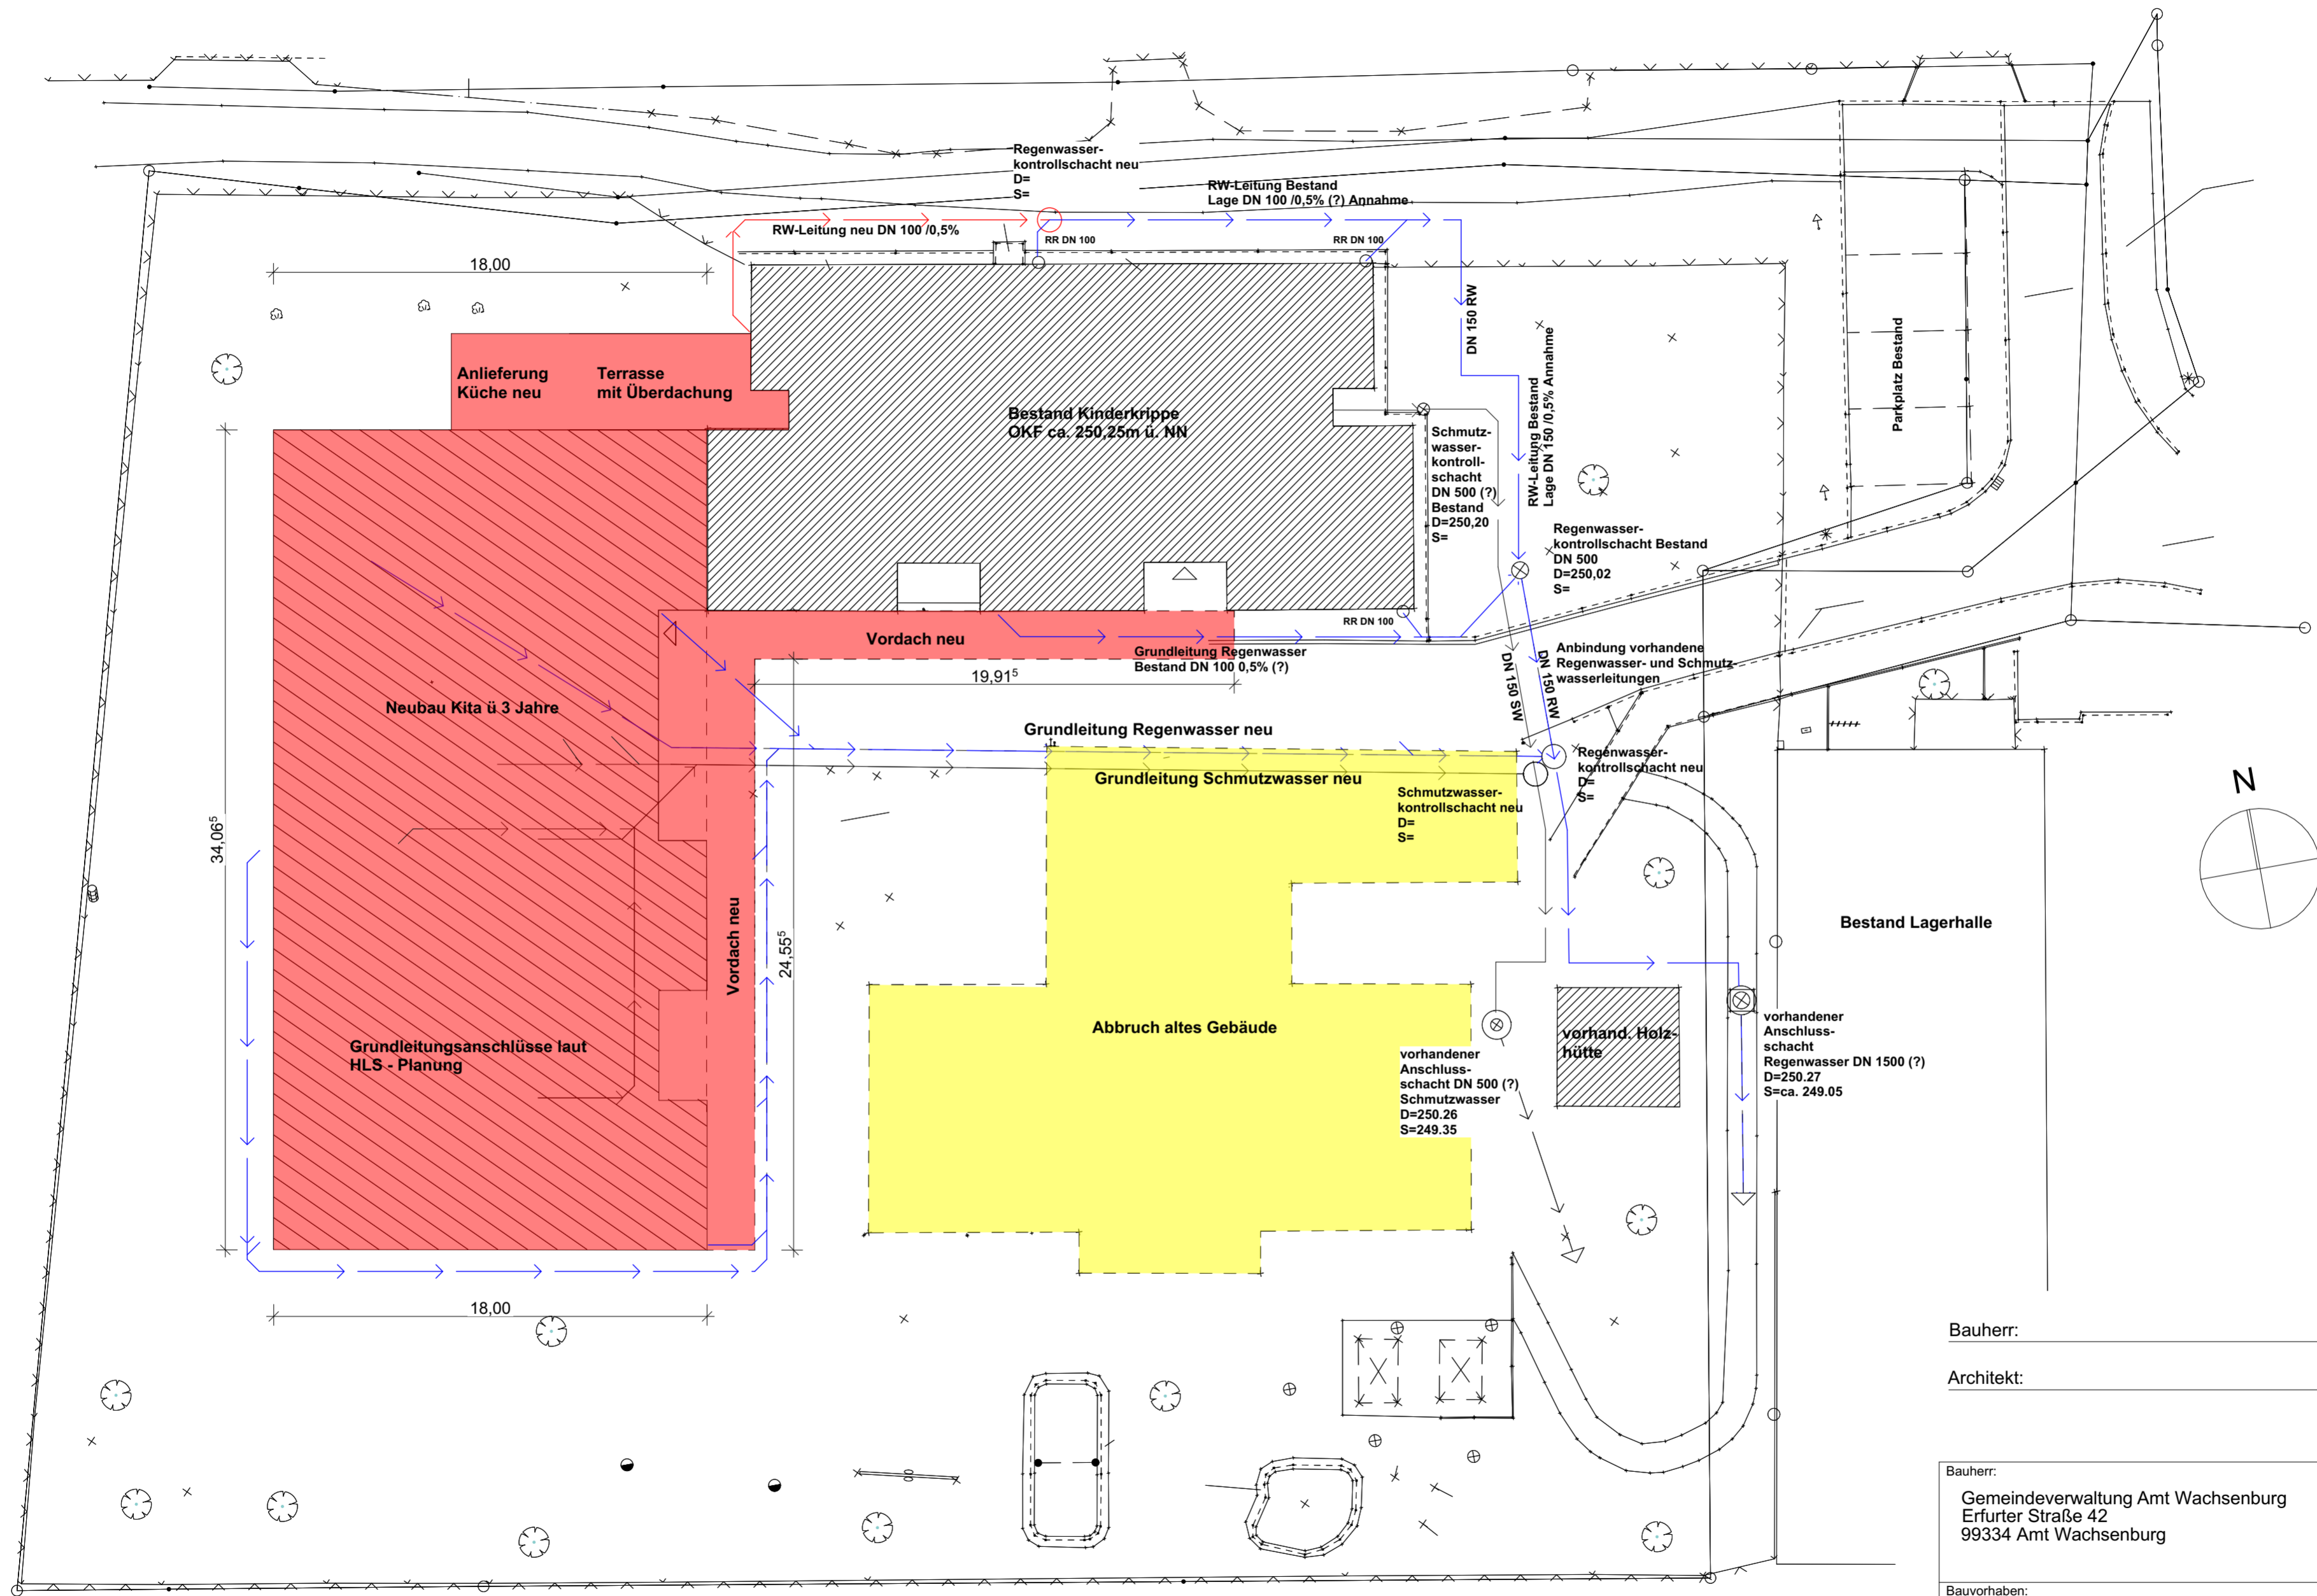 Regenwasser-
kontrollschacht neu
D=
S=
RW-Leitung Bestand
Lage DN 100 /0,5% (?) Annahme
RW-Leitung neu DN 100 /0,5%
RR DN 100
RR DN 100
18,00
DN 150 RW
RW-Leitung Bestand
Lage DN 150 /0,5% Annahme
Parkplatz Bestand
Anlieferung
Küche neu
Terrasse
mit Überdachung
Bestand Kinderkrippe
OKF ca. 250,25m ü. NN
Schmutz-
wasser-
kontroll-
schacht
DN 500 (?)
Bestand
D=250,20
S=
Regenwasser-
kontrollschacht Bestand
DN 500
D=250,02
S=
RR DN 100
Vordach neu
Grundleitung Regenwasser
Bestand DN 100 0,5% (?)
19,91⁵
Anbindung vorhandene
Regenwasser- und Schmutz-
wasserleitungen
DN 150 SW
DN 150 RW
Neubau Kita ü 3 Jahre
Grundleitung Regenwasser neu
Grundleitung Schmutzwasser neu
Regenwasser-
kontrollschacht neu
D=
S=
Schmutzwasser-
kontrollschacht neu
D=
S=
N
34,06⁵
Vordach neu
24,55⁵
Bestand Lagerhalle
Abbruch altes Gebäude
Grundleitungsanschlüsse laut
HLS - Planung
vorhand. Holz-
hütte
vorhandener
Anschluss-
schacht
Regenwasser DN 1500 (?)
D=250.27
S=ca. 249.05
vorhandener
Anschluss-
schacht DN 500 (?)
Schmutzwasser
D=250.26
S=249.35
18,00
Bauherr:
Architekt:
Bauherr:
Gemeindeverwaltung Amt Wachsenburg
Erfurter Straße 42
99334 Amt Wachsenburg
Bauvorhaben: